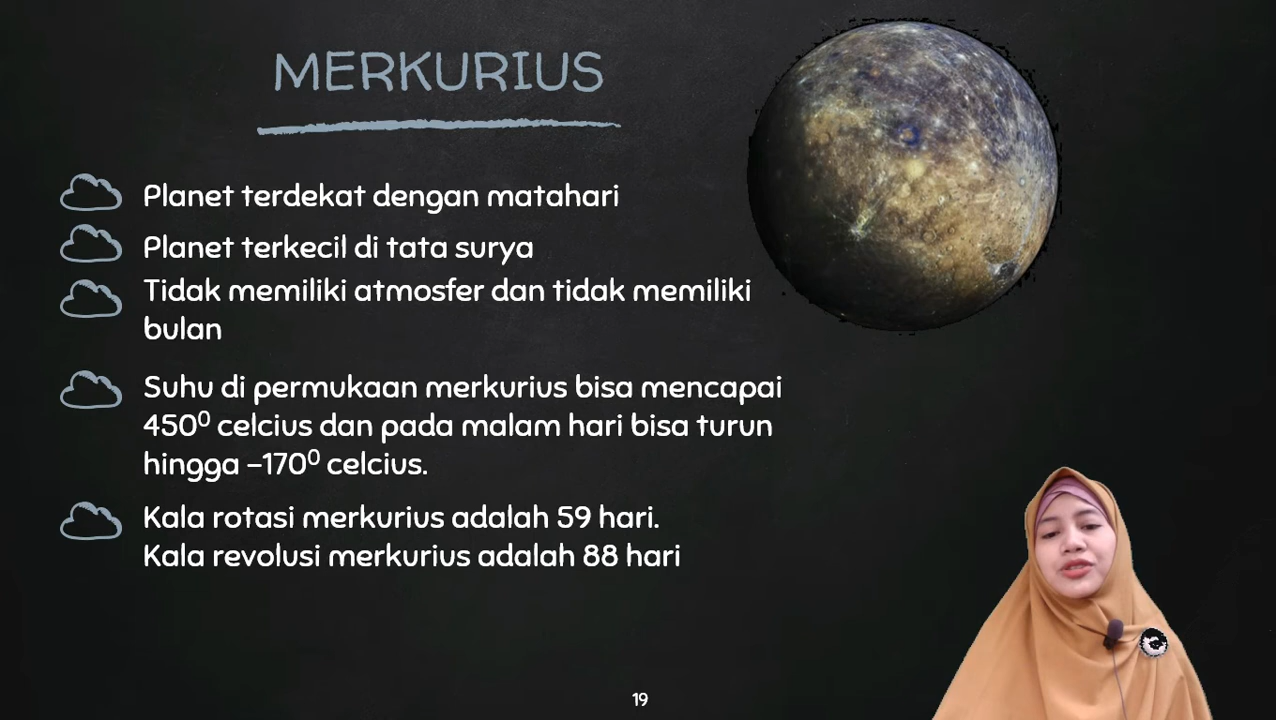 MERKURIUS
Planet terdekat dengan matahari
Planet terkecil di tata surya
Tidak memiliki atmosfer dan tidak memiliki
bulan
Suhu di permukaan merkurius bisa mencapai
450⁰ celcius dan pada malam hari bisa turun
hingga –170⁰ celcius.
Kala rotasi merkurius adalah 59 hari.
Kala revolusi merkurius adalah 88 hari
19